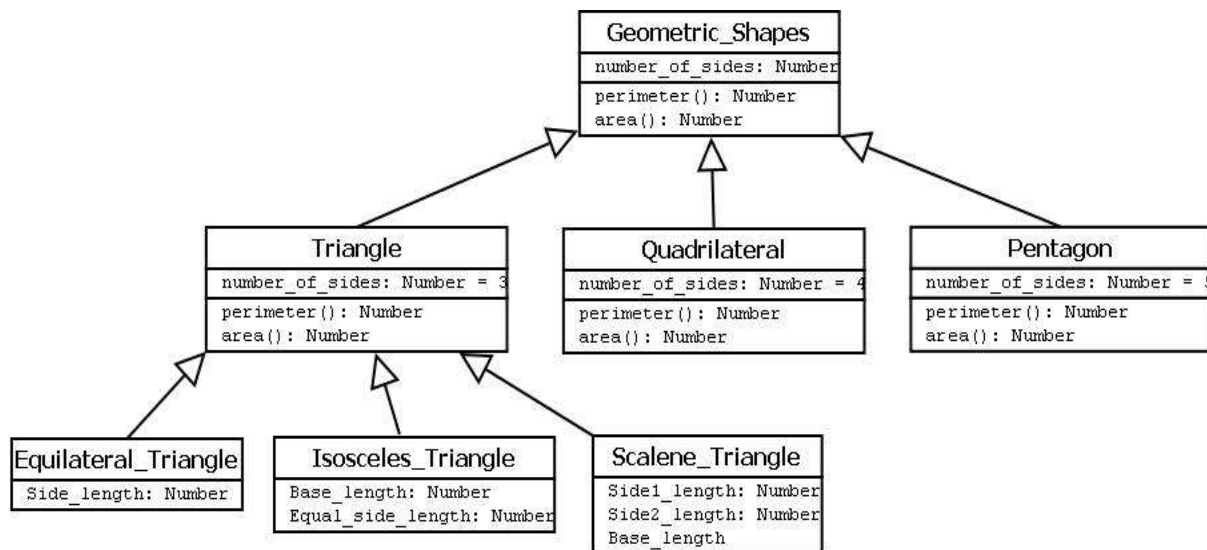 Geometric_Shapes
number_of_sides: Number
perimeter(): Number
area(): Number
Triangle
number_of_sides: Number = 3
perimeter(): Number
area(): Number
Quadrilateral
number_of_sides: Number = 4
perimeter(): Number
area(): Number
Pentagon
number_of_sides: Number = 5
perimeter(): Number
area(): Number
Equilateral_Triangle
Side_length: Number
Isosceles_Triangle
Base_length: Number
Equal_side_length: Number
Scalene_Triangle
Side1_length: Number
Side2_length: Number
Base_length